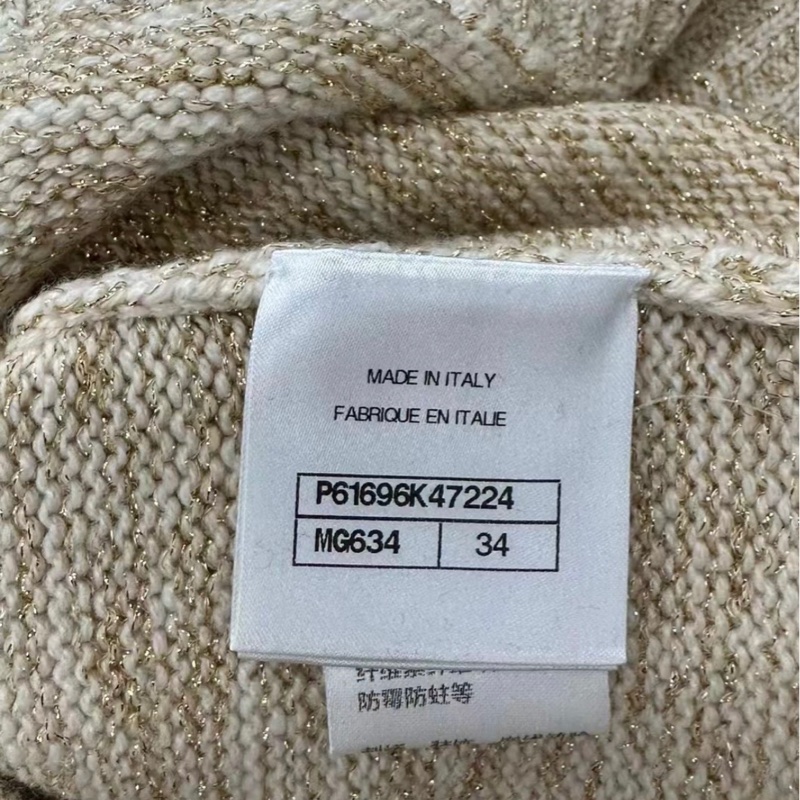 MADE IN ITALY
FABRIQUE EN ITALIE
P61696K47224
MG634 34
防霉防蛀等